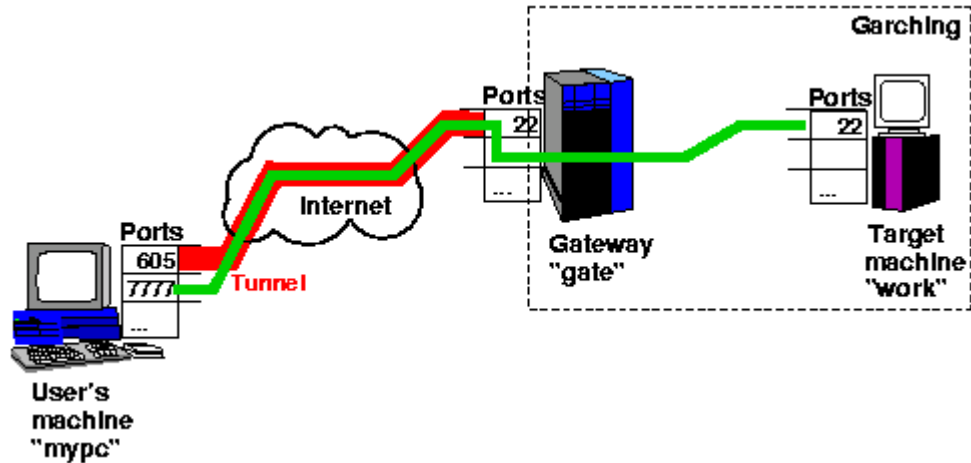 Garching
Ports
22
...
Gateway
"gate"
Ports
22
...
Target
machine
"work"
Internet
Tunnel
Ports
605
7777
...
User's
machine
"mypc"